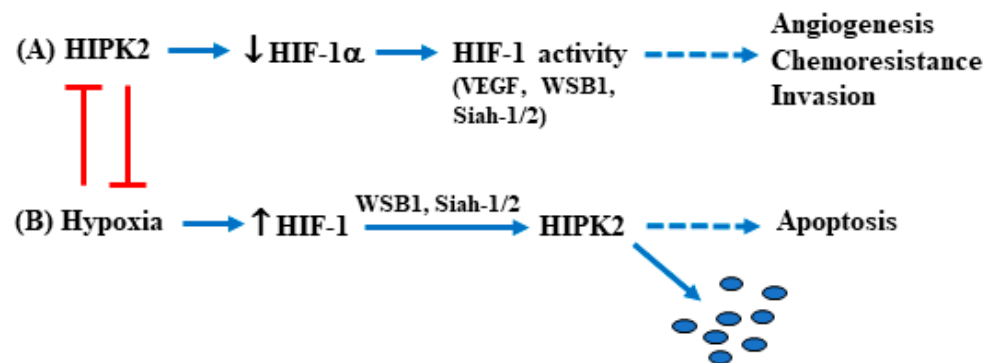 (A) HIPK2 ↓HIF-1α HIF-1 activity
(VEGF, WSB1,
Siah-1/2)
Angiogenesis
Chemoresistance
Invasion
(B) Hypoxia ↑HIF-1 WSB1, Siah-1/2 HIPK2 Apoptosis